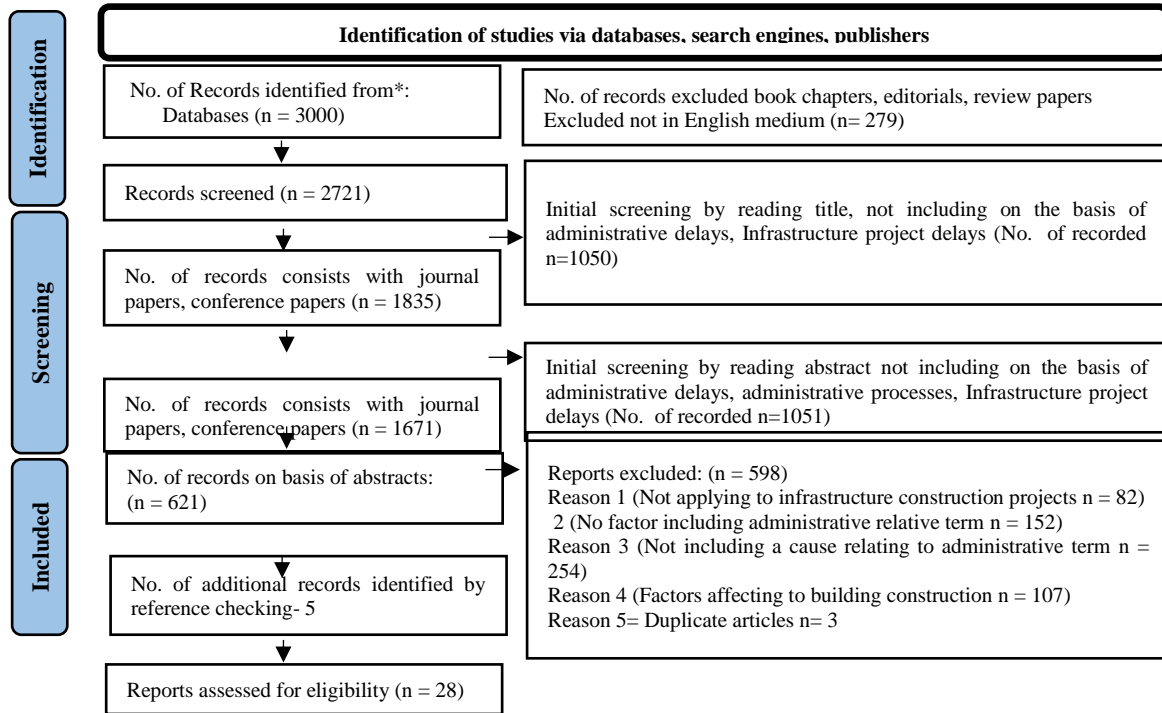 Identification of studies via databases, search engines, publishers
Identification
No. of Records identified from*:
Databases (n = 3000)
No. of records excluded book chapters, editorials, review papers
Excluded not in English medium (n= 279)
Records screened (n = 2721)
Screening
Initial screening by reading title, not including on the basis of
administrative delays, Infrastructure project delays (No. of recorded
n=1050)
No. of records consists with journal
papers, conference papers (n = 1835)
Initial screening by reading abstract not including on the basis of
administrative delays, administrative processes, Infrastructure project
delays (No. of recorded n=1051)
No. of records consists with journal
papers, conference papers (n = 1671)
Included
No. of records on basis of abstracts:
(n = 621)
Reports excluded: (n = 598)
Reason 1 (Not applying to infrastructure construction projects n = 82)
2 (No factor including administrative relative term n = 152)
Reason 3 (Not including a cause relating to administrative term n =
254)
Reason 4 (Factors affecting to building construction n = 107)
Reason 5= Duplicate articles n= 3
No. of additional records identified by
reference checking- 5
Reports assessed for eligibility (n = 28)